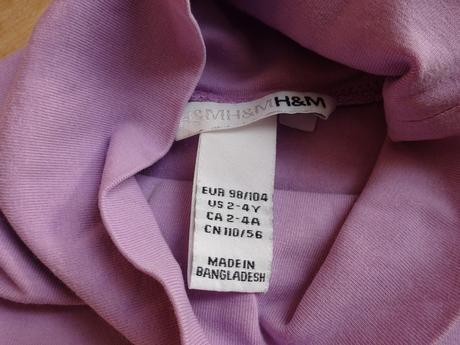 H&MH&MH&M
EUR 98/104
US 2-4Y
CA 2-4A
CN 110/56
MADE IN
BANGLADESH